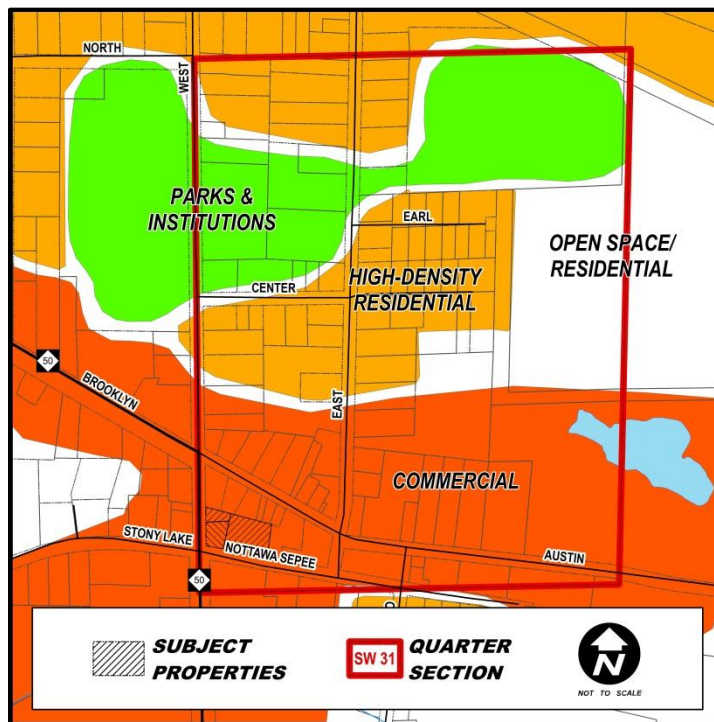 NORTH
WEST
PARKS &
INSTITUTIONS
EARL
OPEN SPACE/
RESIDENTIAL
HIGH-DENSITY
RESIDENTIAL
CENTER
50
BROOKLYN
EAST
COMMERCIAL
STONY LAKE
NOTTAWA SEPEE
AUSTIN
50
SUBJECT
PROPERTIES
SW 31
QUARTER
SECTION
N
NOT TO SCALE